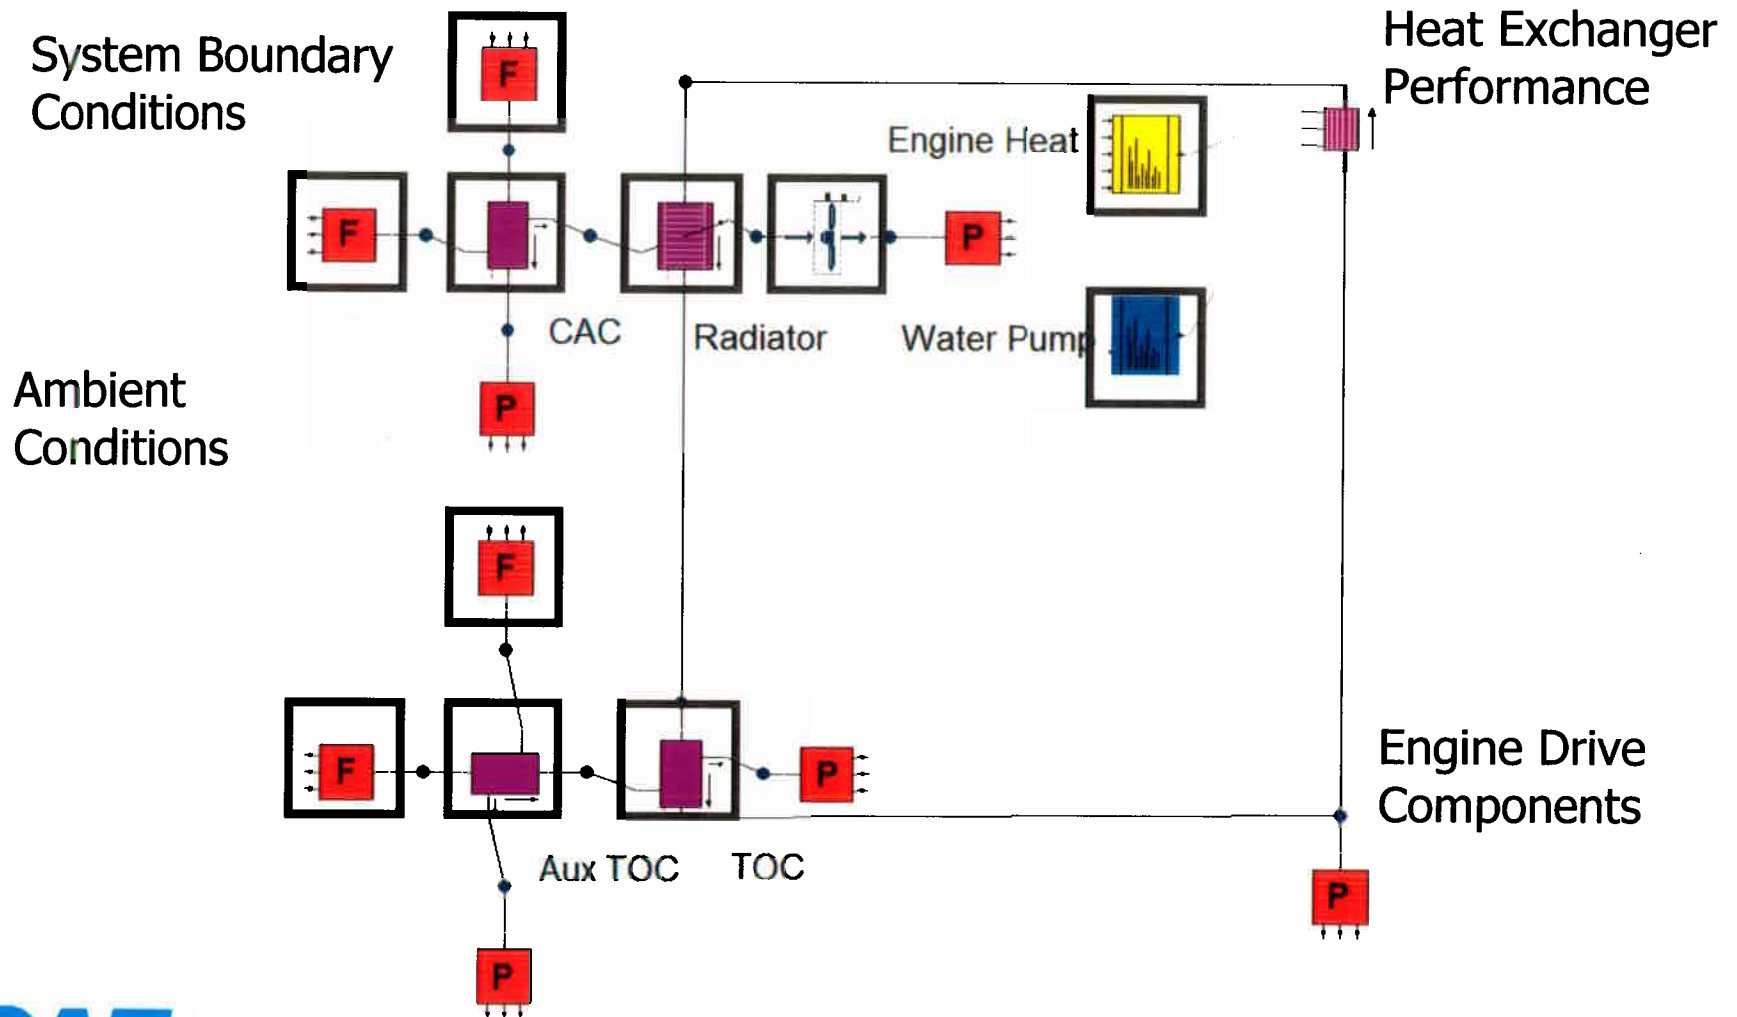 System Boundary
Conditions
F
Heat Exchanger
Performance
Engine Heat
F
P
CAC
Radiator
Water Pump
Ambient
Conditions
P
F
F
P
Engine Drive
Components
Aux TOC
TOC
P
P